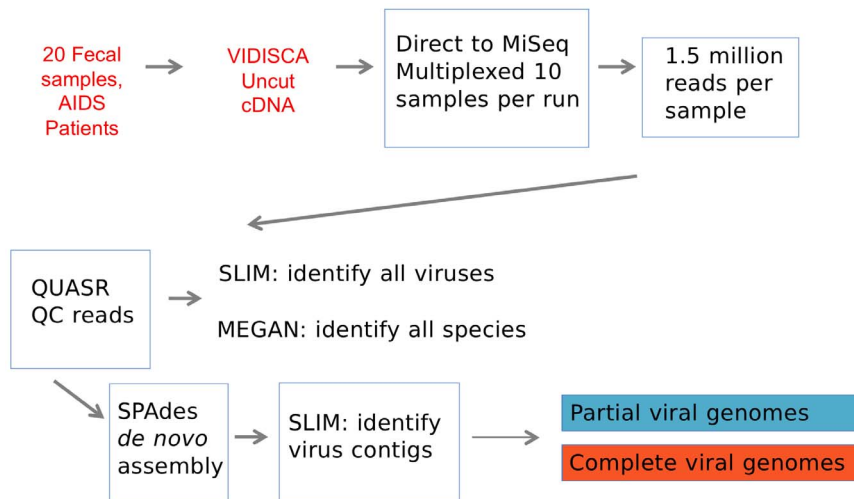 20 Fecal
samples,
AIDS
Patients
VIDISCA
Uncut
cDNA
Direct to MiSeq
Multiplexed 10
samples per run
1.5 million
reads per
sample
QUASR
QC reads
SLIM: identify all viruses
MEGAN: identify all species
SPAdes
de novo
assembly
SLIM: identify
virus contigs
Partial viral genomes
Complete viral genomes